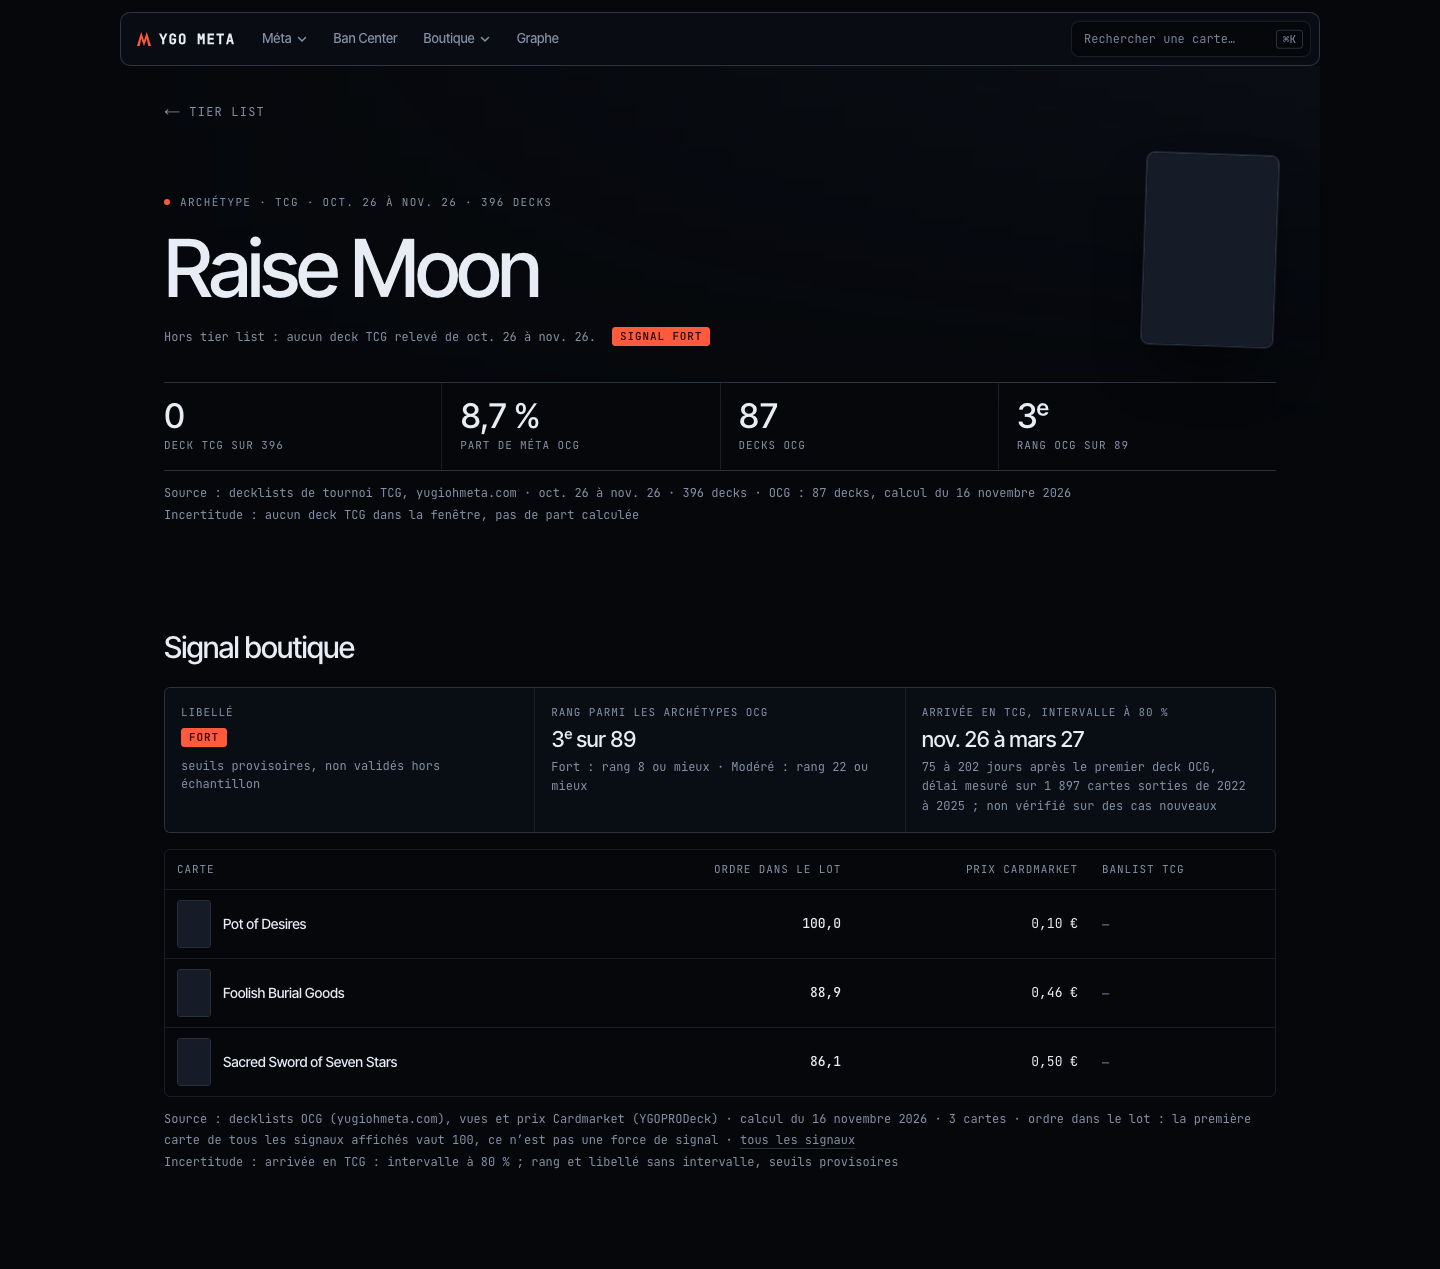 YGO META
Méta
Ban Center
Boutique
Graphe
Rechercher une carte…
⌘K
← TIER LIST
ARCHÉTYPE · TCG · OCT. 26 À NOV. 26 · 396 DECKS
Raise Moon
Hors tier list : aucun deck TCG relevé de oct. 26 à nov. 26. SIGNAL FORT
0
DECK TCG SUR 396
8,7 %
PART DE MÉTA OCG
87
DECKS OCG
3e
RANG OCG SUR 89
Source : decklists de tournoi TCG, yugiohmeta.com · oct. 26 à nov. 26 · 396 decks · OCG : 87 decks, calcul du 16 novembre 2026
Incertitude : aucun deck TCG dans la fenêtre, pas de part calculée
Signal boutique
LIBELLÉ
FORT
seuils provisoires, non validés hors
échantillon
RANG PARMI LES ARCHÉTYPES OCG
3e sur 89
Fort : rang 8 ou mieux · Modéré : rang 22 ou
mieux
ARRIVÉE EN TCG, INTERVALLE À 80 %
nov. 26 à mars 27
75 à 202 jours après le premier deck OCG,
délai mesuré sur 1 897 cartes sorties de 2022
à 2025 ; non vérifié sur des cas nouveaux
CARTE ORDRE DANS LE LOT PRIX CARDMARKET BANLIST TCG
Pot of Desires 100,0 0,10 € —
Foolish Burial Goods 88,9 0,46 € —
Sacred Sword of Seven Stars 86,1 0,50 € —
Source : decklists OCG (yugiohmeta.com), vues et prix Cardmarket (YGOPRODeck) · calcul du 16 novembre 2026 · 3 cartes · ordre dans le lot : la première
carte de tous les signaux affichés vaut 100, ce n’est pas une force de signal · tous les signaux
Incertitude : arrivée en TCG : intervalle à 80 % ; rang et libellé sans intervalle, seuils provisoires